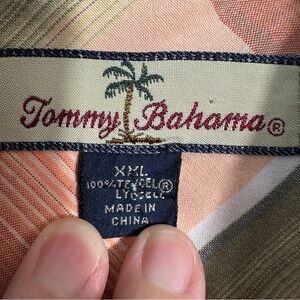 Tommy Bahama®
XXL
100% TENCEL®
LYOCELL
MADE IN
CHINA